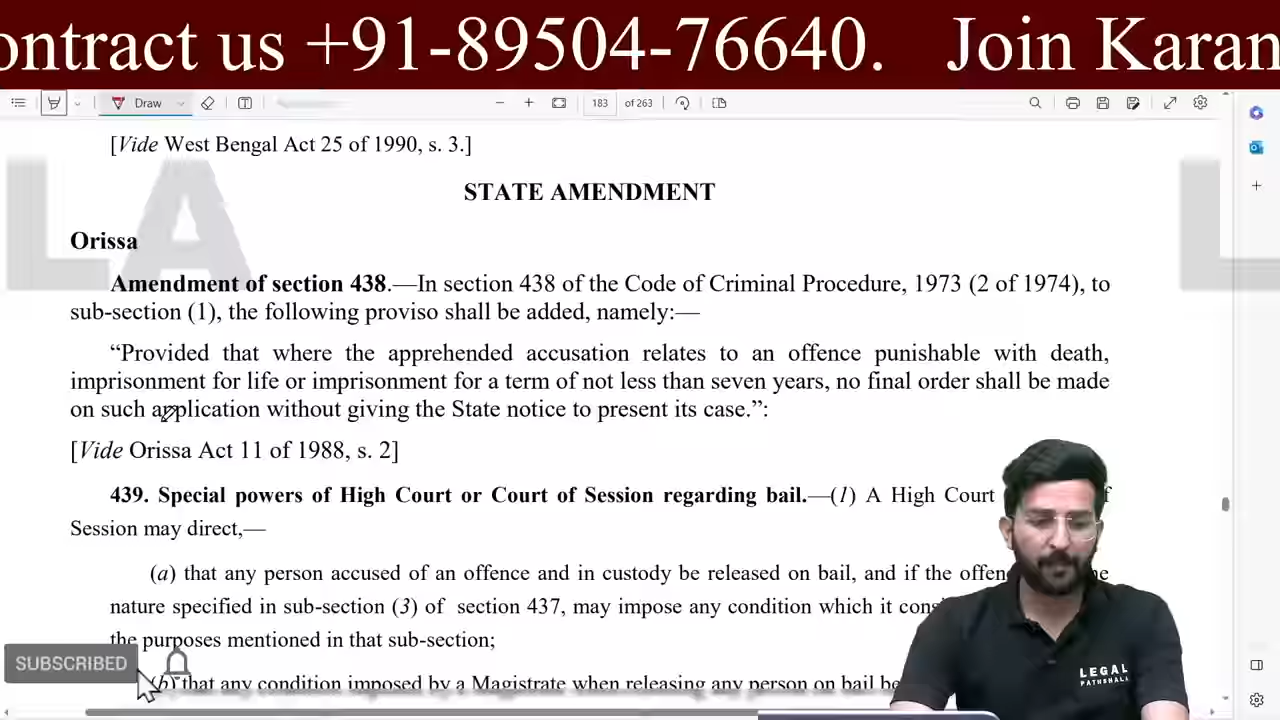 ontract us +91-89504-76640. Join Karan
Draw
183 of 263
[Vide West Bengal Act 25 of 1990, s. 3.]
LA
L
STATE AMENDMENT
Orissa
Amendment of section 438.—In section 438 of the Code of Criminal Procedure, 1973 (2 of 1974), to
sub-section (1), the following proviso shall be added, namely:—
“Provided that where the apprehended accusation relates to an offence punishable with death,
imprisonment for life or imprisonment for a term of not less than seven years, no final order shall be made
on such application without giving the State notice to present its case.”:
[Vide Orissa Act 11 of 1988, s. 2]
439. Special powers of High Court or Court of Session regarding bail.—(1) A High Court f
Session may direct,—
(a) that any person accused of an offence and in custody be released on bail, and if the offen e
nature specified in sub-section (3) of section 437, may impose any condition which it cons
the purposes mentioned in that sub-section;
(b) that any condition imposed by a Magistrate when releasing any person on bail be
SUBSCRIBED
LEGAL
PATHSHALA